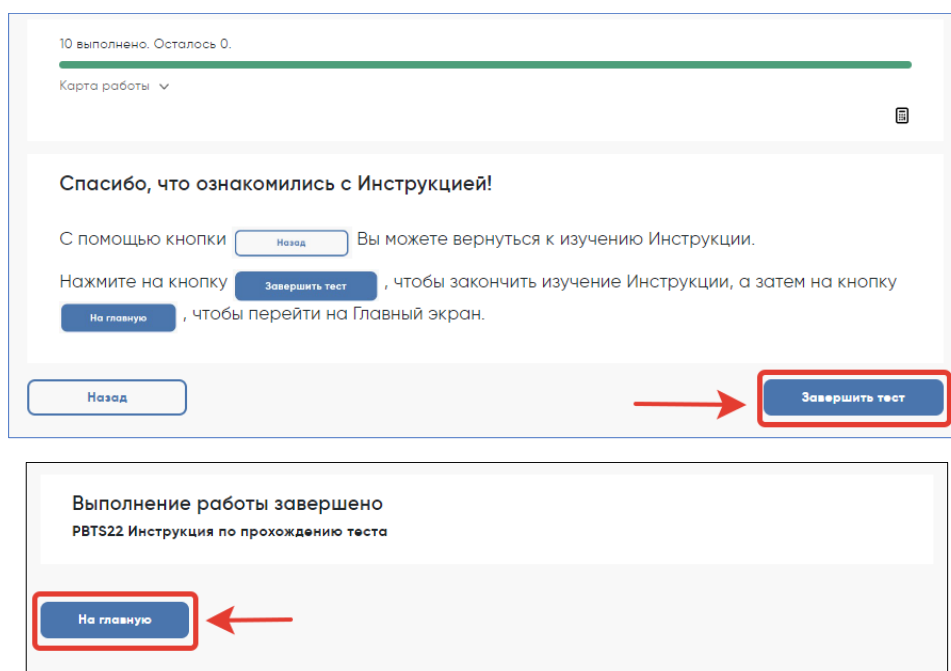 10 выполнено. Осталось 0.
Карта работы
Спасибо, что ознакомились с Инструкцией!
С помощью кнопки Назад Вы можете вернуться к изучению Инструкции.
Нажмите на кнопку Завершить тест , чтобы закончить изучение Инструкции, а затем на кнопку
На главную , чтобы перейти на Главный экран.
Назад Завершить тест
Выполнение работы завершено
PBTS22 Инструкция по прохождению теста
На главную